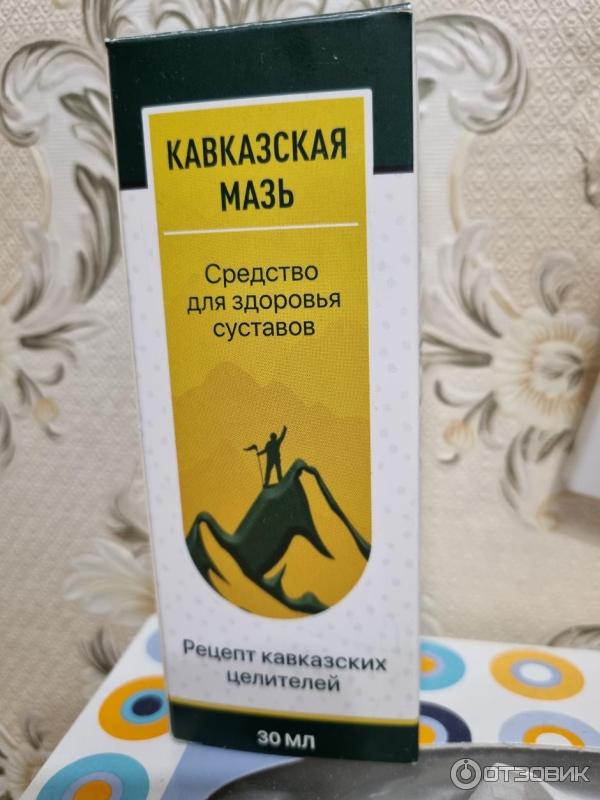 КАВКАЗСКАЯ
МАЗЬ
Средство
для здоровья
суставов
Рецепт кавказских
целителей
30 МЛ
ОТЗОВИК